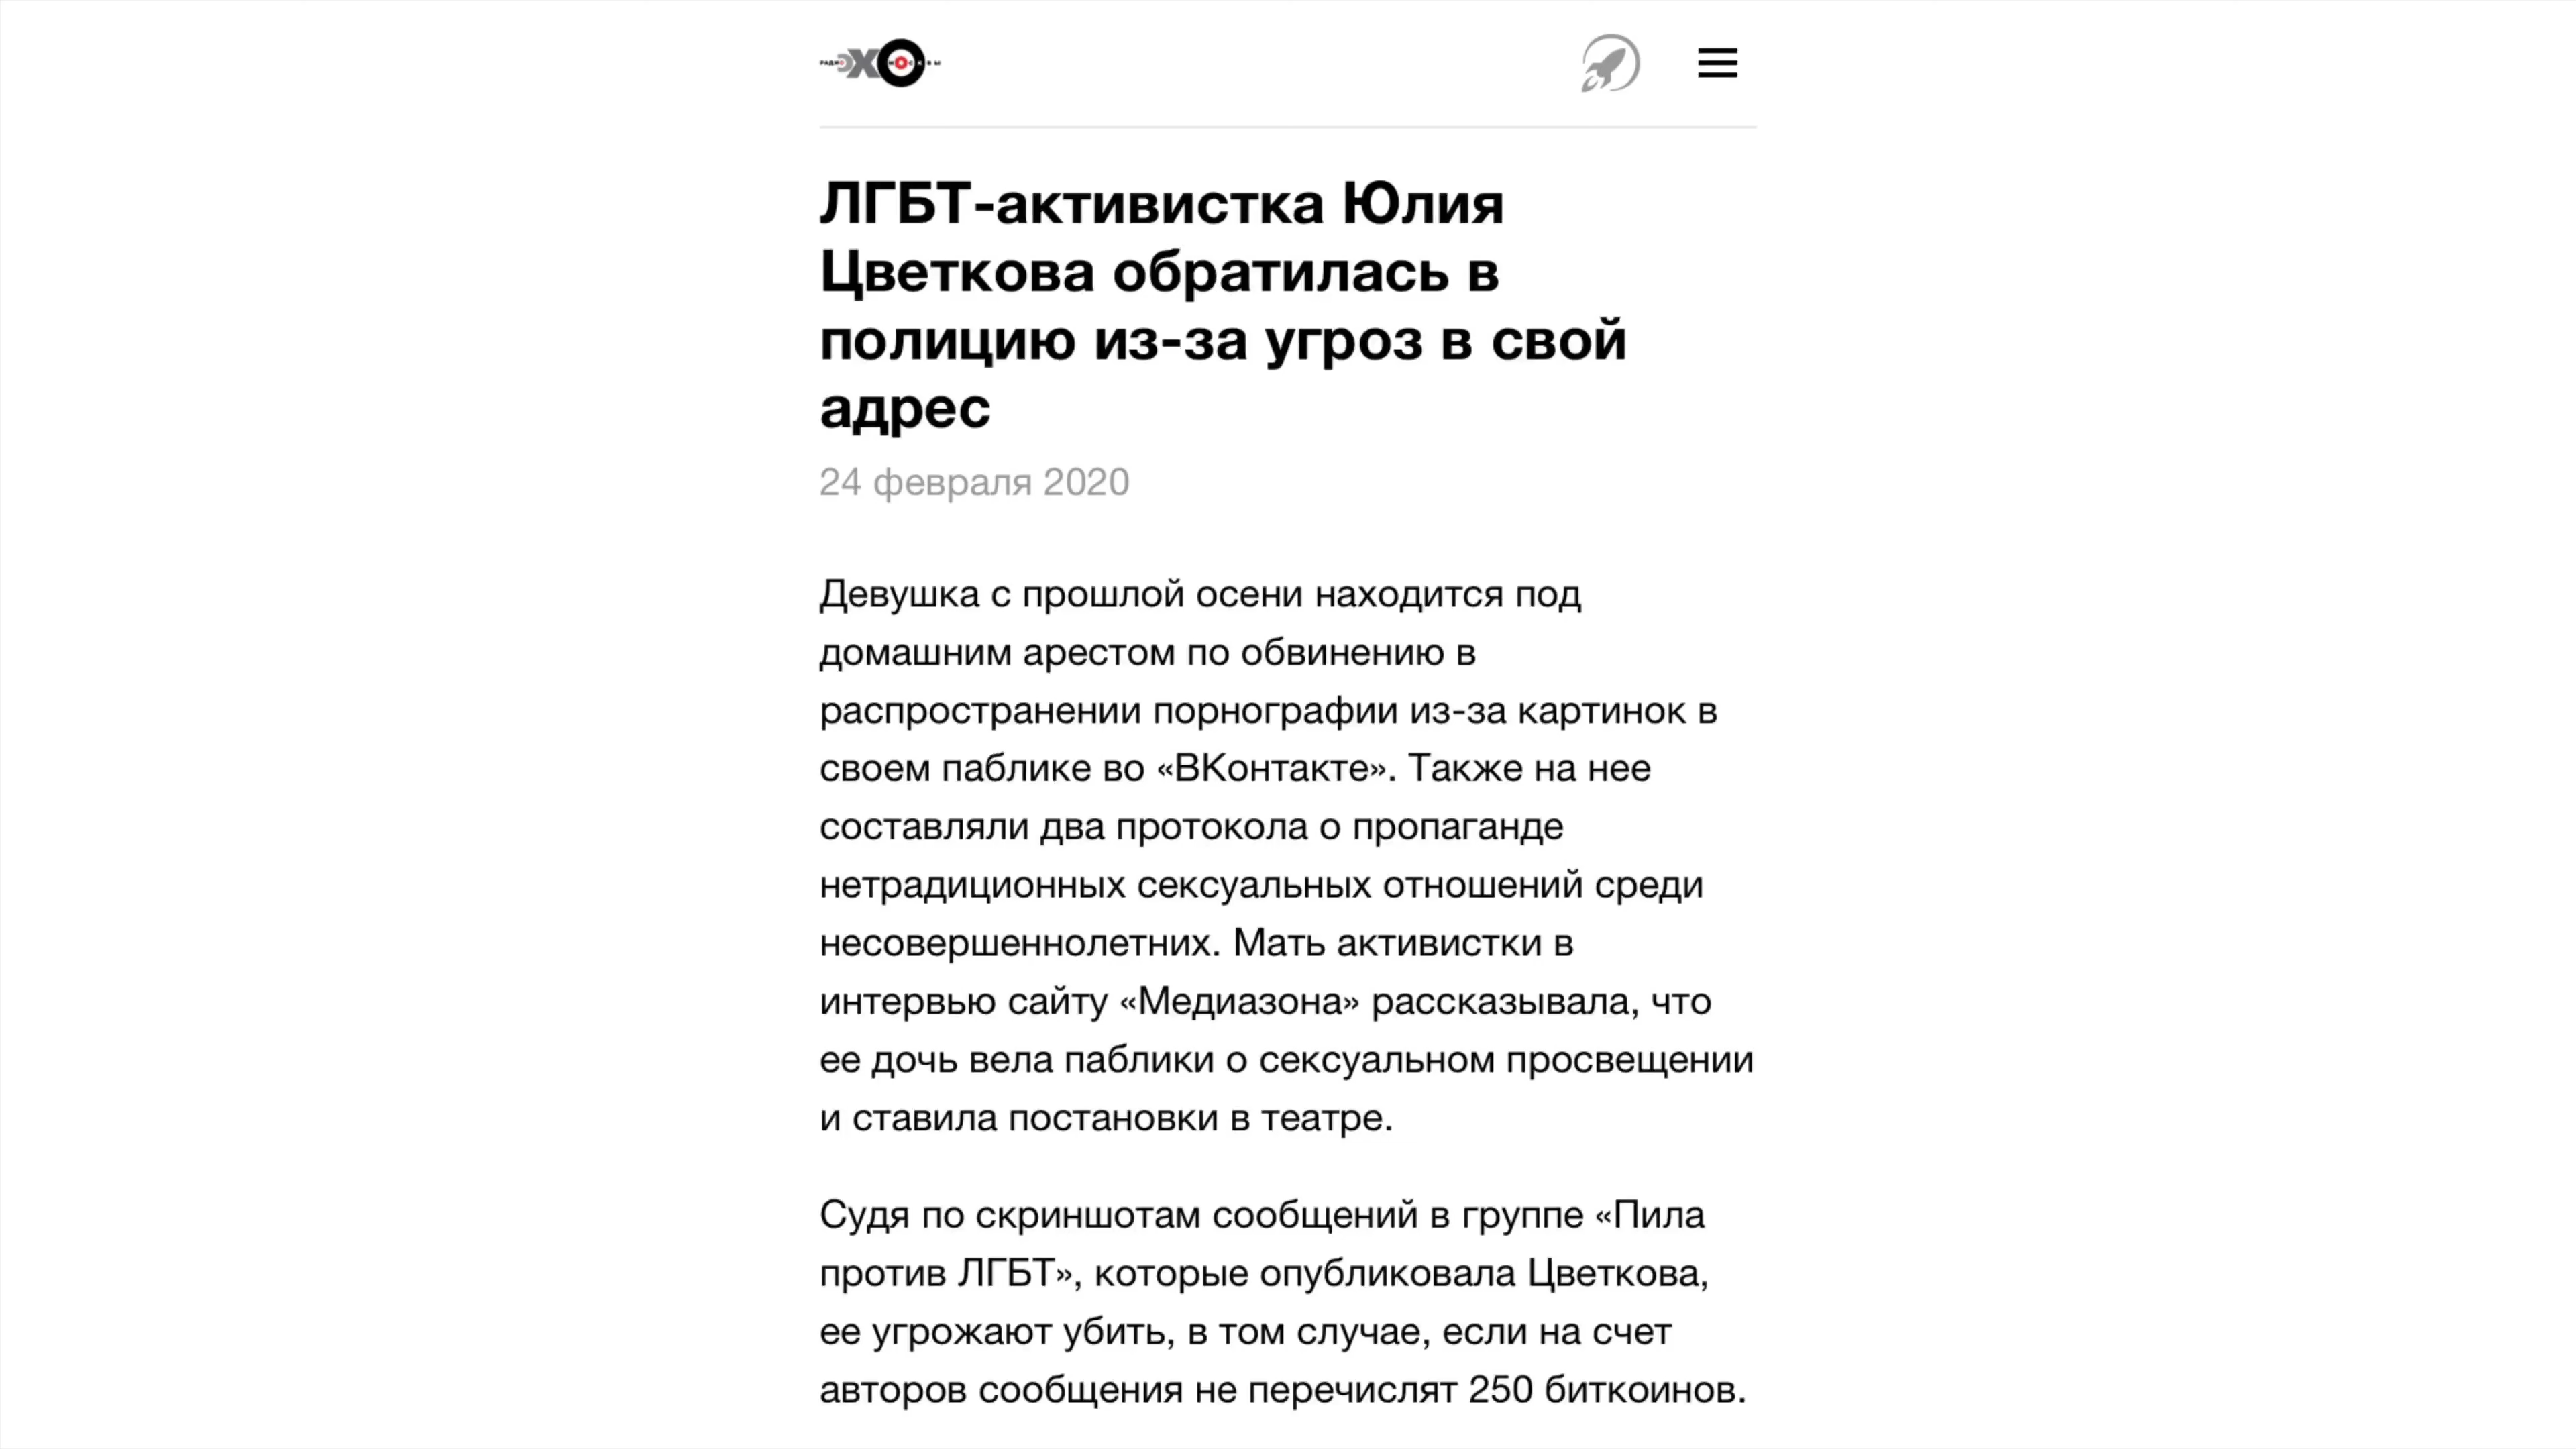 РАДИО ЭХО МОСКВЫ
ЛГБТ-активистка Юлия
Цветкова обратилась в
полицию из-за угроз в свой
адрес
24 февраля 2020
Девушка с прошлой осени находится под
домашним арестом по обвинению в
распространении порнографии из-за картинок в
своем паблике во «ВКонтакте». Также на нее
составляли два протокола о пропаганде
нетрадиционных сексуальных отношений среди
несовершеннолетних. Мать активистки в
интервью сайту «Медиазона» рассказывала, что
ее дочь вела паблики о сексуальном просвещении
и ставила постановки в театре.
Судя по скриншотам сообщений в группе «Пила
против ЛГБТ», которые опубликовала Цветкова,
ее угрожают убить, в том случае, если на счет
авторов сообщения не перечислят 250 биткоинов.